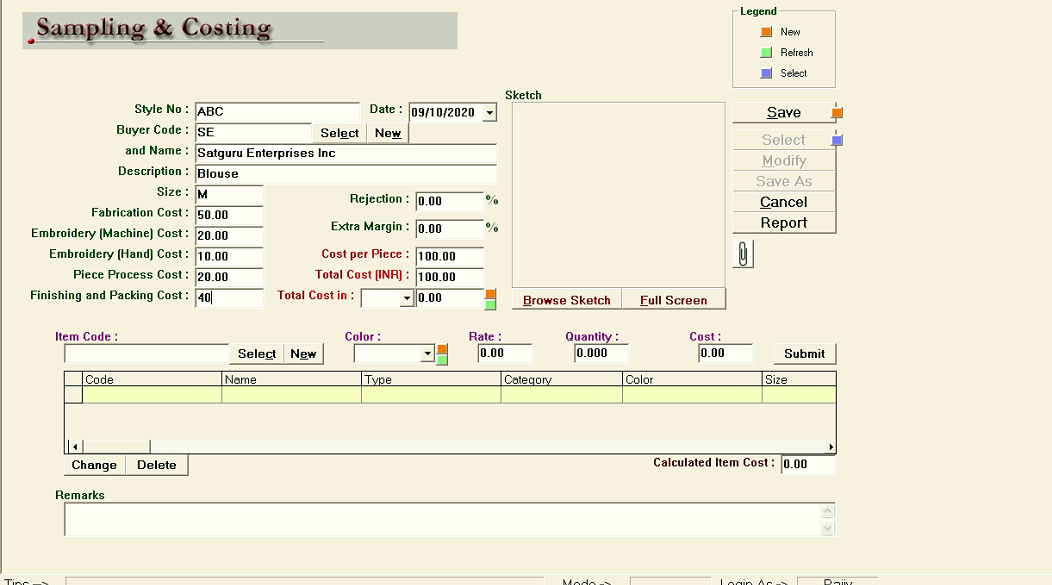 Sampling & Costing
Legend
New
Refresh
Select
Style No : ABC Date : 09/10/2020
Buyer Code : SE Select New
and Name : Satguru Enterprises Inc
Description : Blouse
Size : M
Fabrication Cost : 50.00
Embroidery (Machine) Cost : 20.00
Embroidery (Hand) Cost : 10.00
Piece Process Cost : 20.00
Finishing and Packing Cost : 40
Rejection : 0.00 %
Extra Margin : 0.00 %
Cost per Piece : 100.00
Total Cost (INR) : 100.00
Total Cost in : 0.00
Sketch
Browse Sketch Full Screen
Save
Select
Modify
Save As
Cancel
Report
Item Code : Color : Rate : Quantity : Cost :
Select New 0.00 0.000 0.00 Submit
Code Name Type Category Color Size
Change Delete Calculated Item Cost : 0.00
Remarks
Tips --> Mode -> Login As -> Rajiv